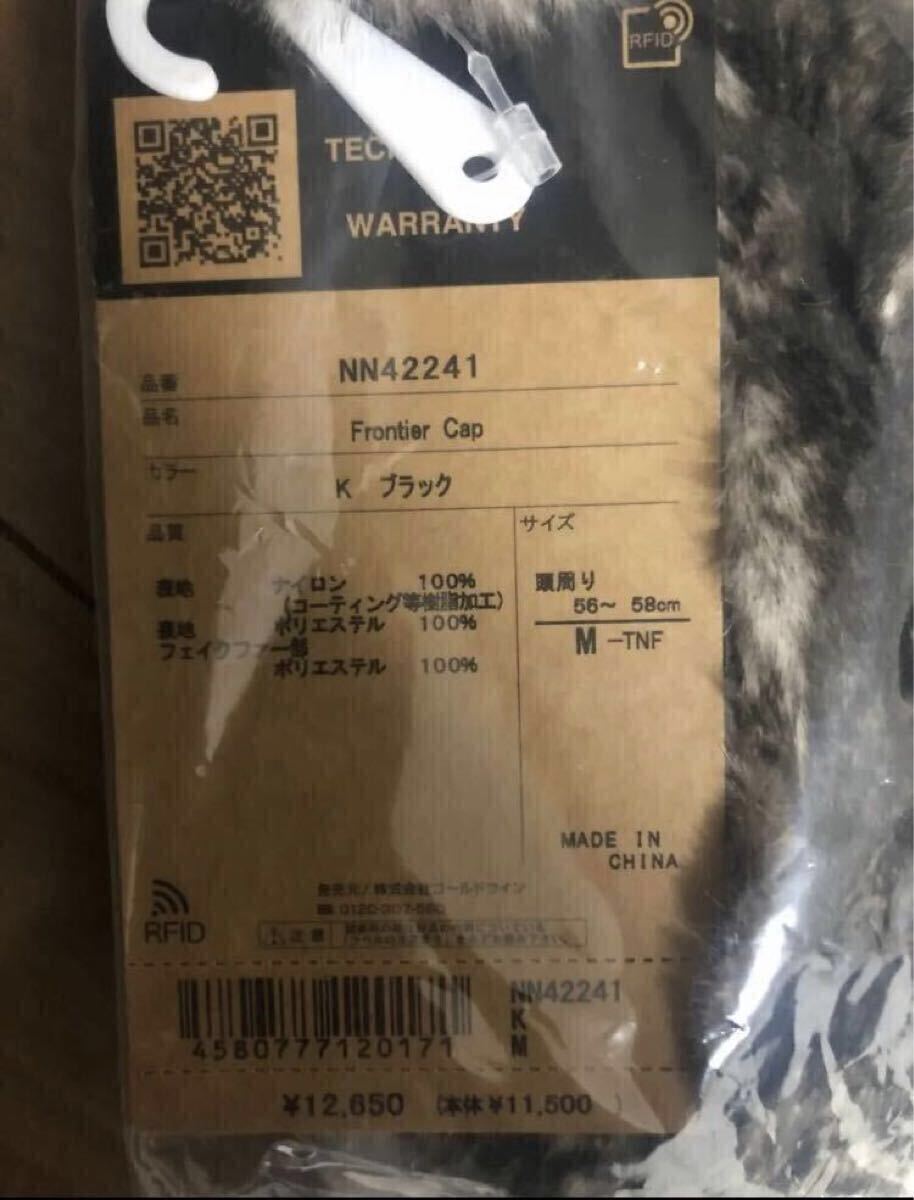 RFID
WARRANTY
品番 NN42241
品名 Frontier Cap
カラー K ブラック
品質
サイズ
表地 ナイロン 100%
(コーティング等樹脂加工)
裏地 ポリエステル 100%
フェイクファー部
ポリエステル 100%
頭周り
56~ 58cm
M -TNF
MADE IN
CHINA
発売元/株式会社ゴールドウイン
RFID
注意
NN42241
K
M
4580777120171
¥12,650 (本体¥11,500 )